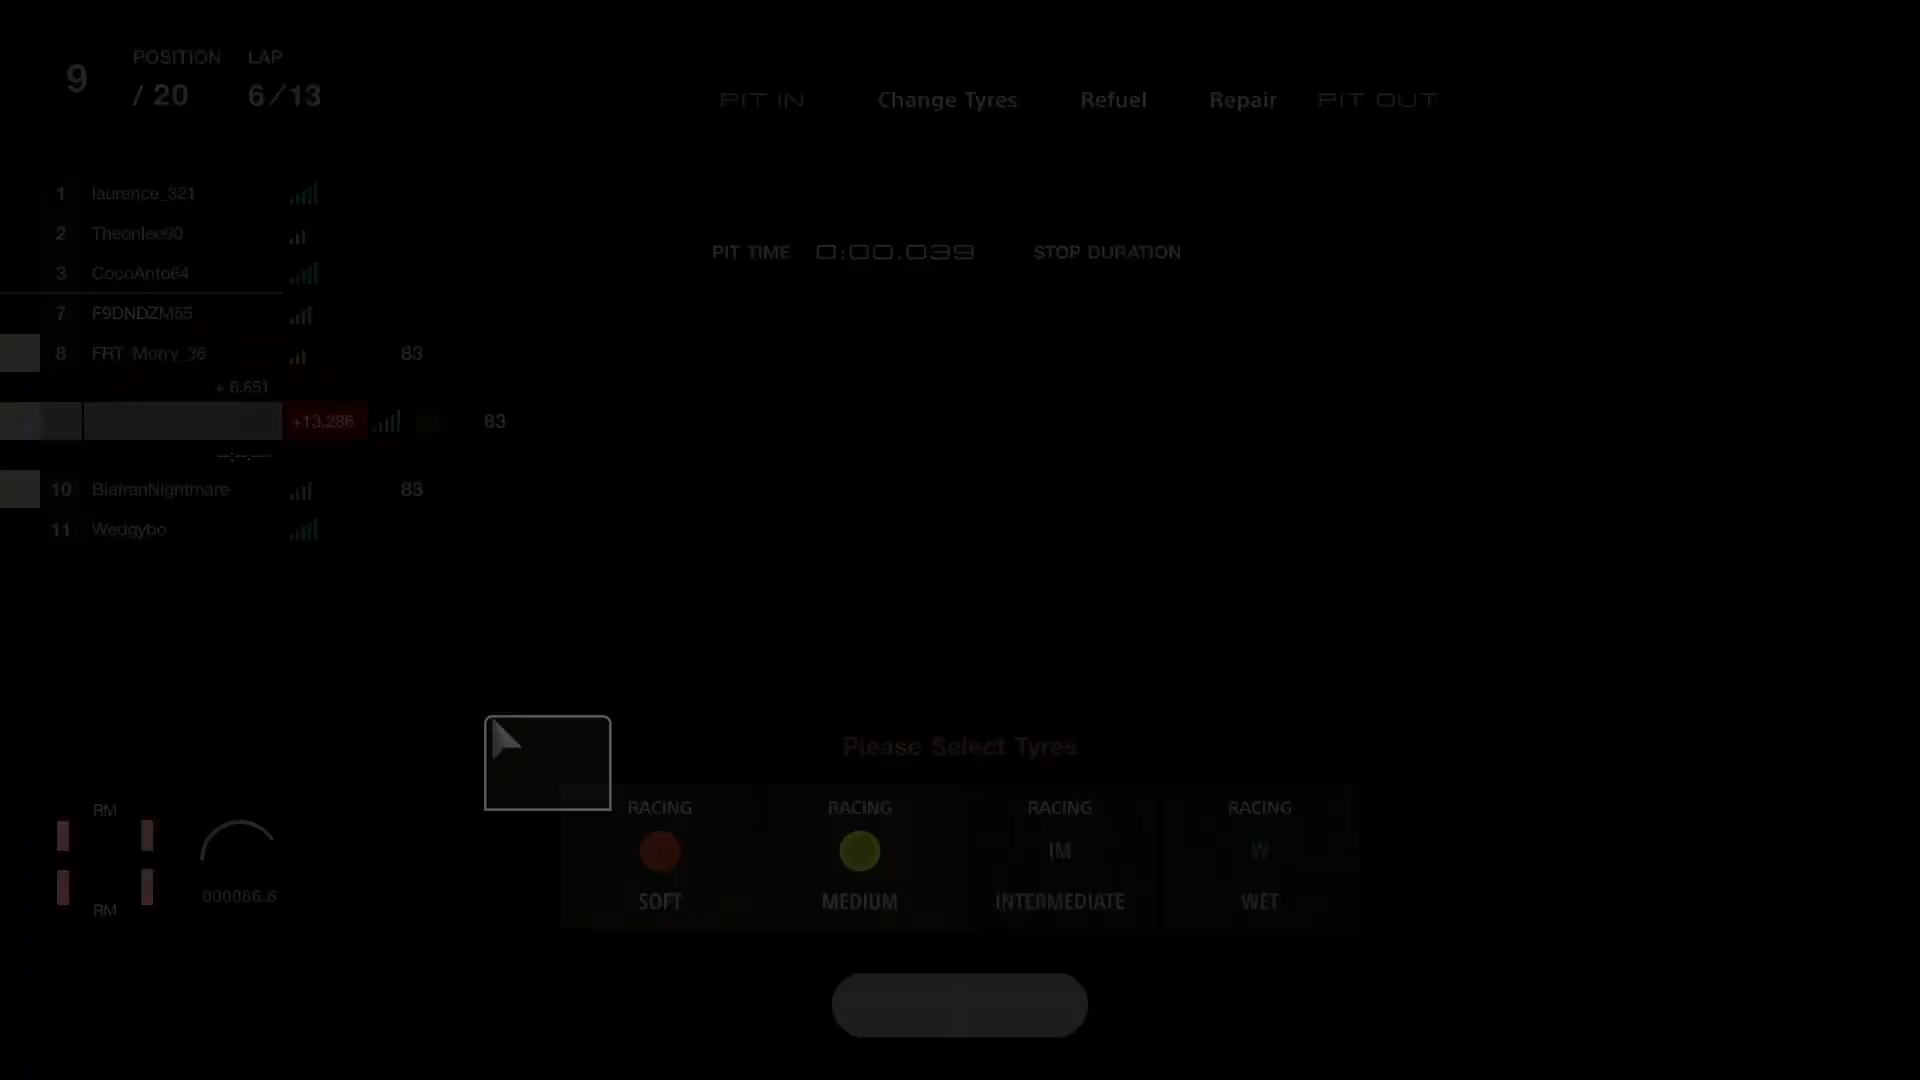 9
POSITION
/ 20
LAP
6/13
PIT IN
Change Tyres
Refuel
Repair
PIT OUT
PIT TIME 0:00.039 STOP DURATION
1 laurence_321
2 Theonlee90
3 CocoAnto64
7 F9DNDZM55
8 FRT_Morry_36 83
+ 6.651
+13.286 83
--:--.---
10 BiafranNightmare 83
11 Wedgybo
Please Select Tyres
RACING
SOFT
RACING
MEDIUM
RACING
IM
INTERMEDIATE
RACING
W
WET
RM
RM
000066.6